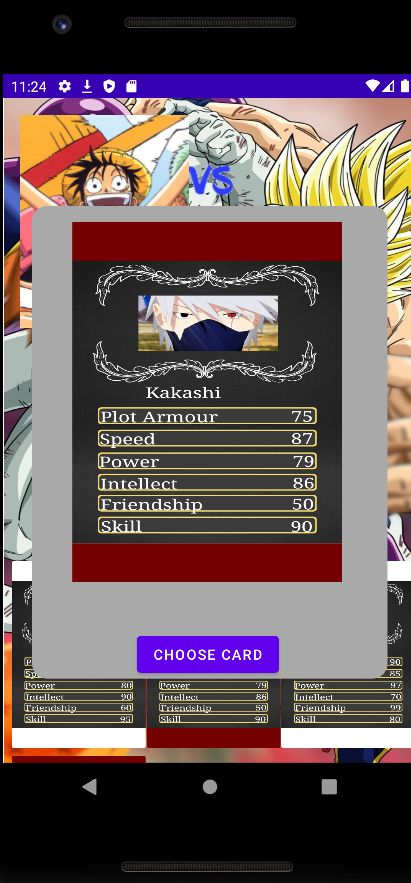 11:24
VS
Kakashi
Plot Armour 75
Speed 87
Power 79
Intellect 86
Friendship 50
Skill 90
CHOOSE CARD
90
85
Power 80
Intellect 90
Friendship 60
Skill 95
Power 79
Intellect 86
Friendship 50
Skill 90
Power 97
Intellect 70
Friendship 99
Skill 80